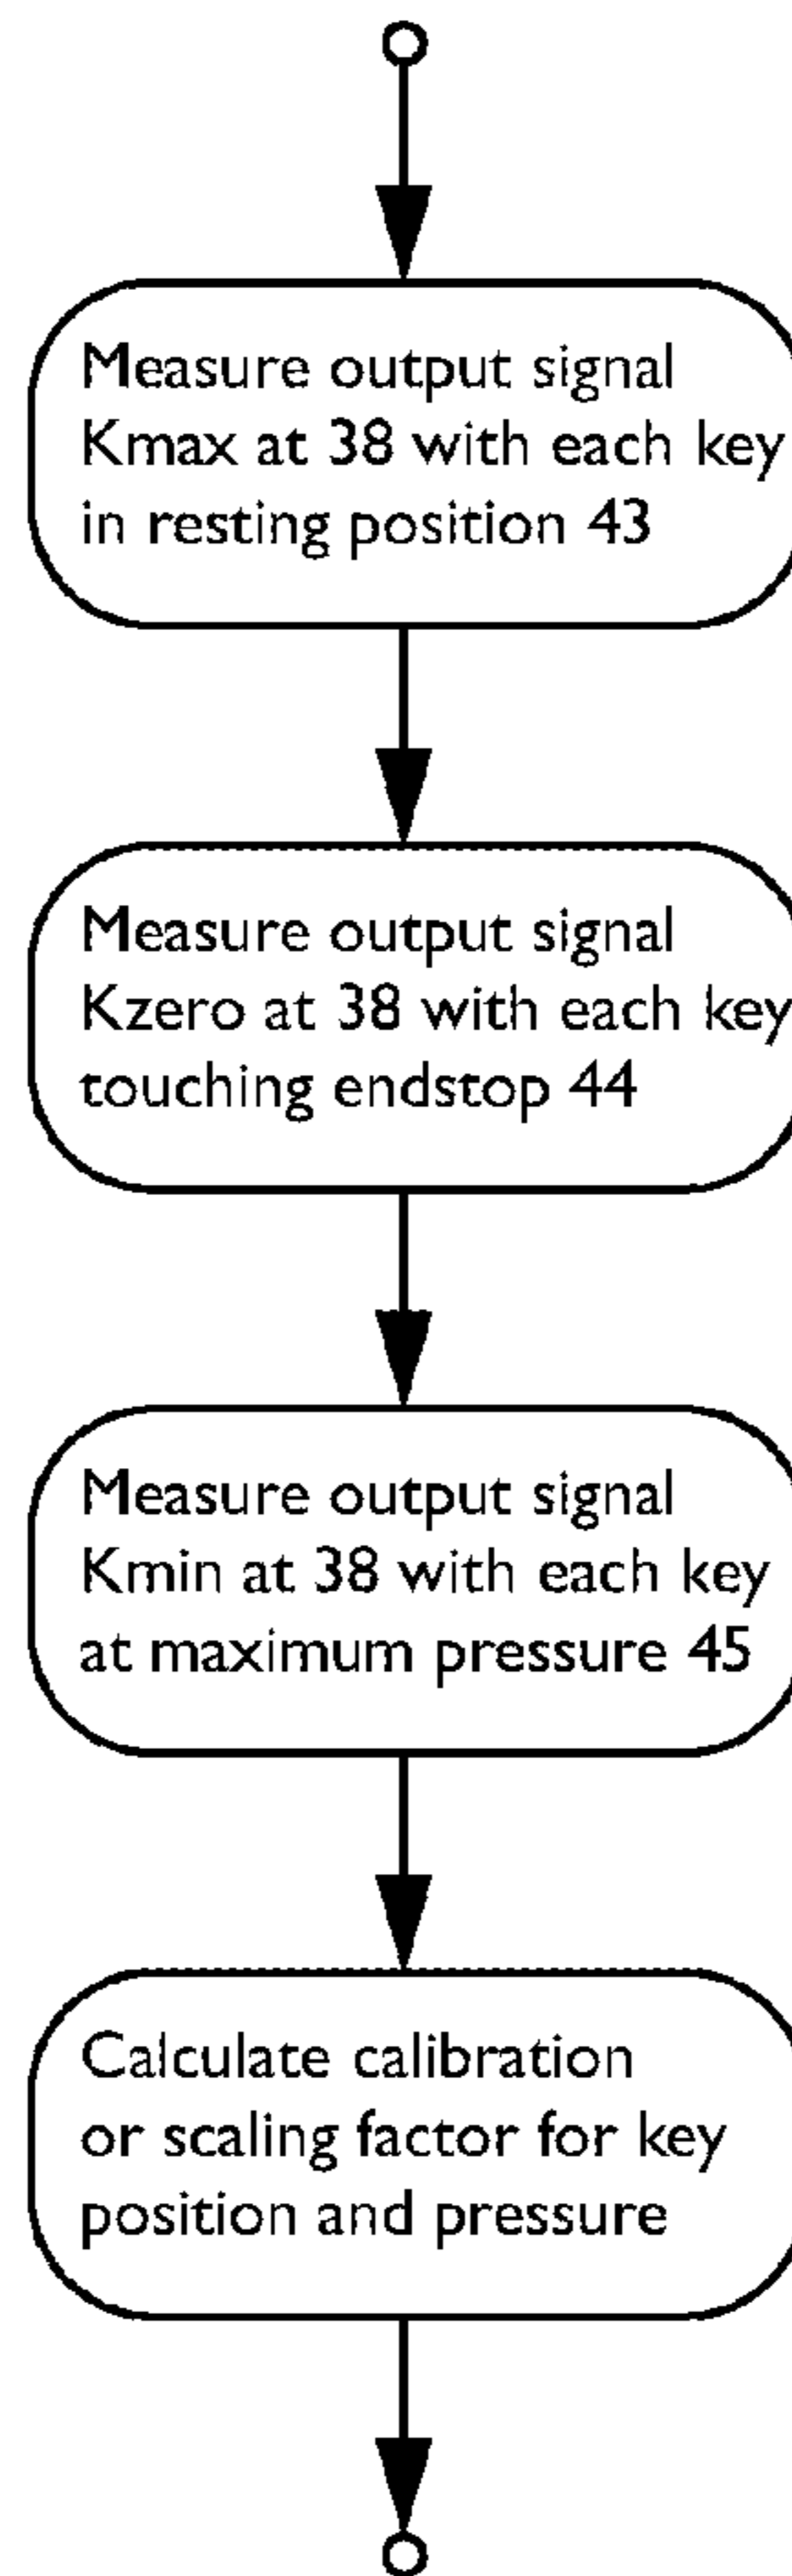 Measure output signal
Kmax at 38 with each key
in resting position 43
Measure output signal
Kzero at 38 with each key
touching endstop 44
Measure output signal
Kmin at 38 with each key
at maximum pressure 45
Calculate calibration
or scaling factor for key
position and pressure